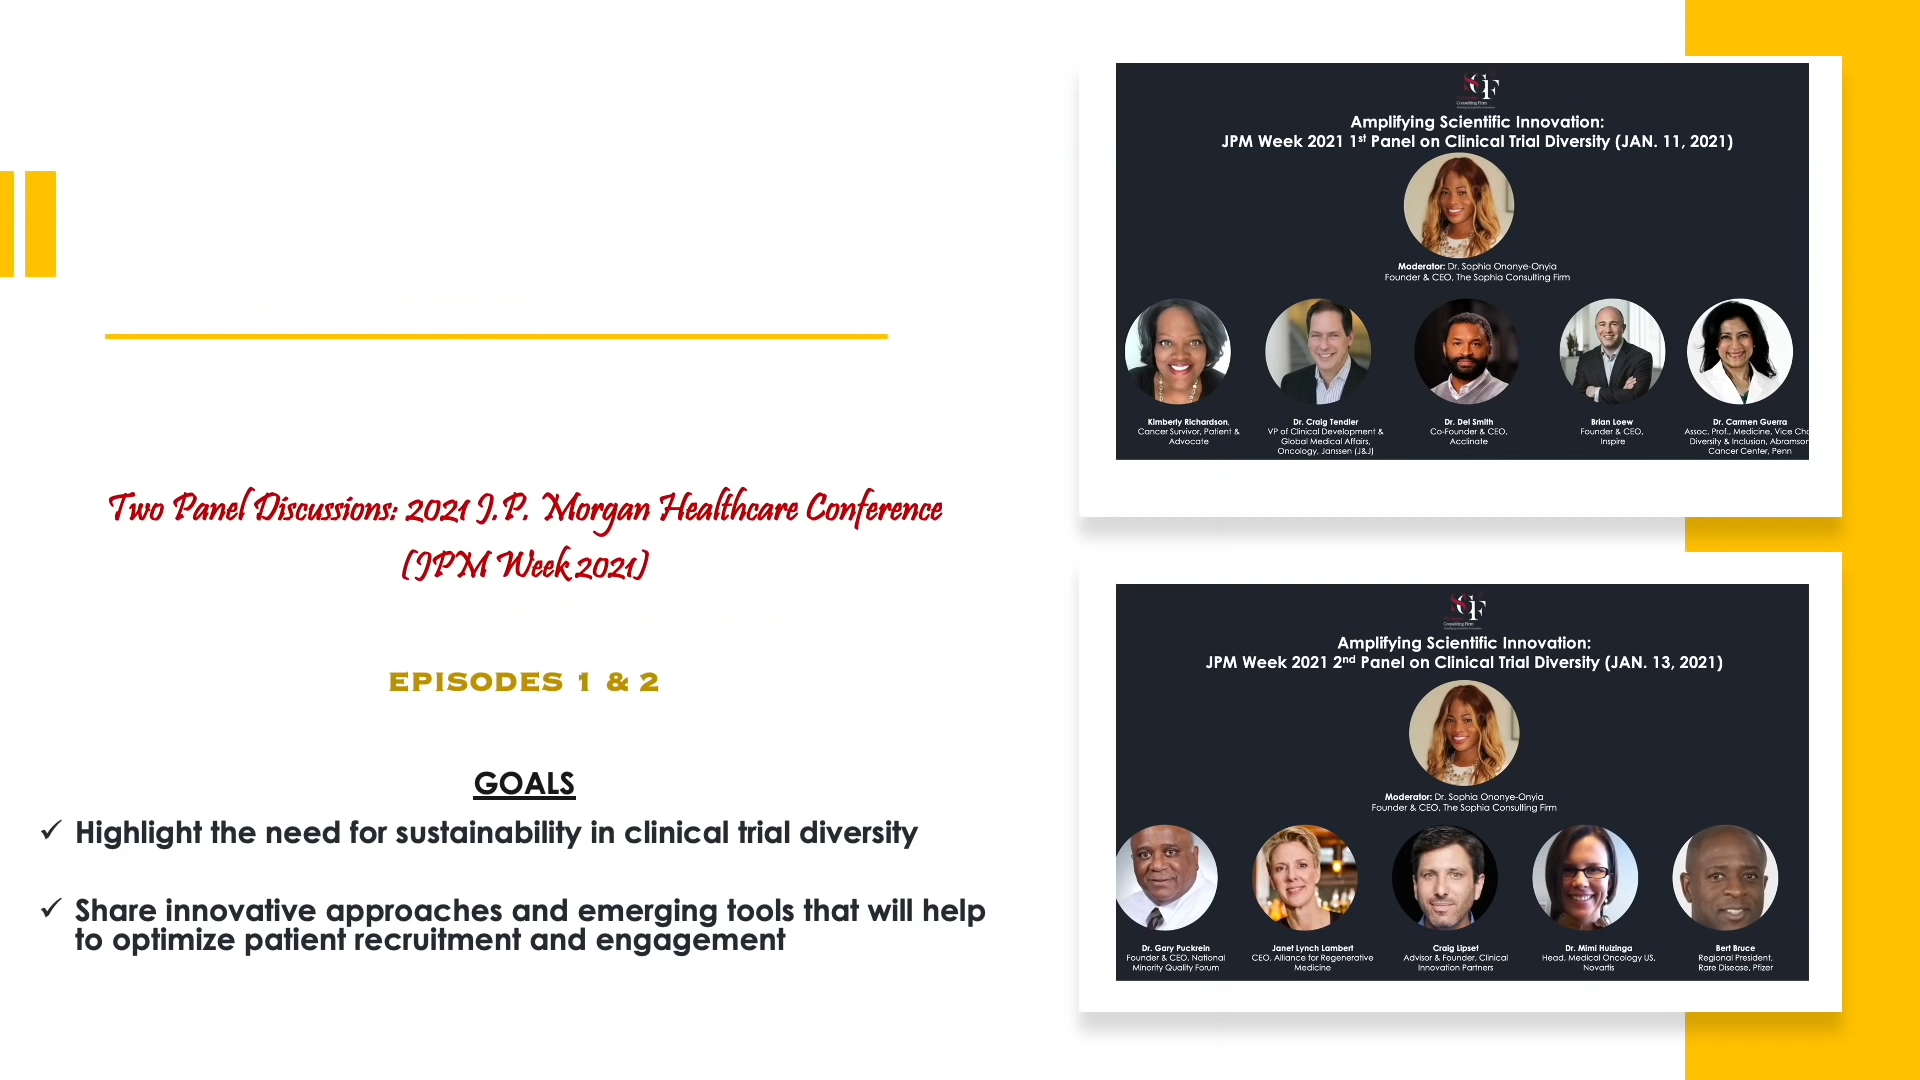 Two Panel Discussions: 2021 J.P. Morgan Healthcare Conference
(JPM Week 2021)
EPISODES 1 & 2
GOALS
✓ Highlight the need for sustainability in clinical trial diversity
✓ Share innovative approaches and emerging tools that will help
to optimize patient recruitment and engagement
SCF
Consulting Firm
Amplifying Scientific Innovation:
JPM Week 2021 1st Panel on Clinical Trial Diversity (JAN. 11, 2021)
Moderator: Dr. Sophia Ononye-Onyia
Founder & CEO, The Sophia Consulting Firm
Kimberly Richardson,
Cancer Survivor, Patient &
Advocate
Dr. Craig Tendler
VP of Clinical Development &
Global Medical Affairs,
Oncology, Janssen (J&J)
Dr. Del Smith
Co-Founder & CEO,
Acclinate
Brian Loew
Founder & CEO,
Inspire
Dr. Carmen Guerra
Assoc. Prof., Medicine, Vice Cha
Diversity & Inclusion, Abramson
Cancer Center, Penn
SCF
Consulting Firm
Amplifying Scientific Innovation:
JPM Week 2021 2nd Panel on Clinical Trial Diversity (JAN. 13, 2021)
Moderator: Dr. Sophia Ononye-Onyia
Founder & CEO, The Sophia Consulting Firm
Dr. Gary Puckrein
Founder & CEO, National
Minority Quality Forum
Janet Lynch Lambert
CEO, Alliance for Regenerative
Medicine
Craig Lipset
Advisor & Founder, Clinical
Innovation Partners
Dr. Mimi Huizinga
Head, Medical Oncology US,
Novartis
Bert Bruce
Regional President,
Rare Disease, Pfizer